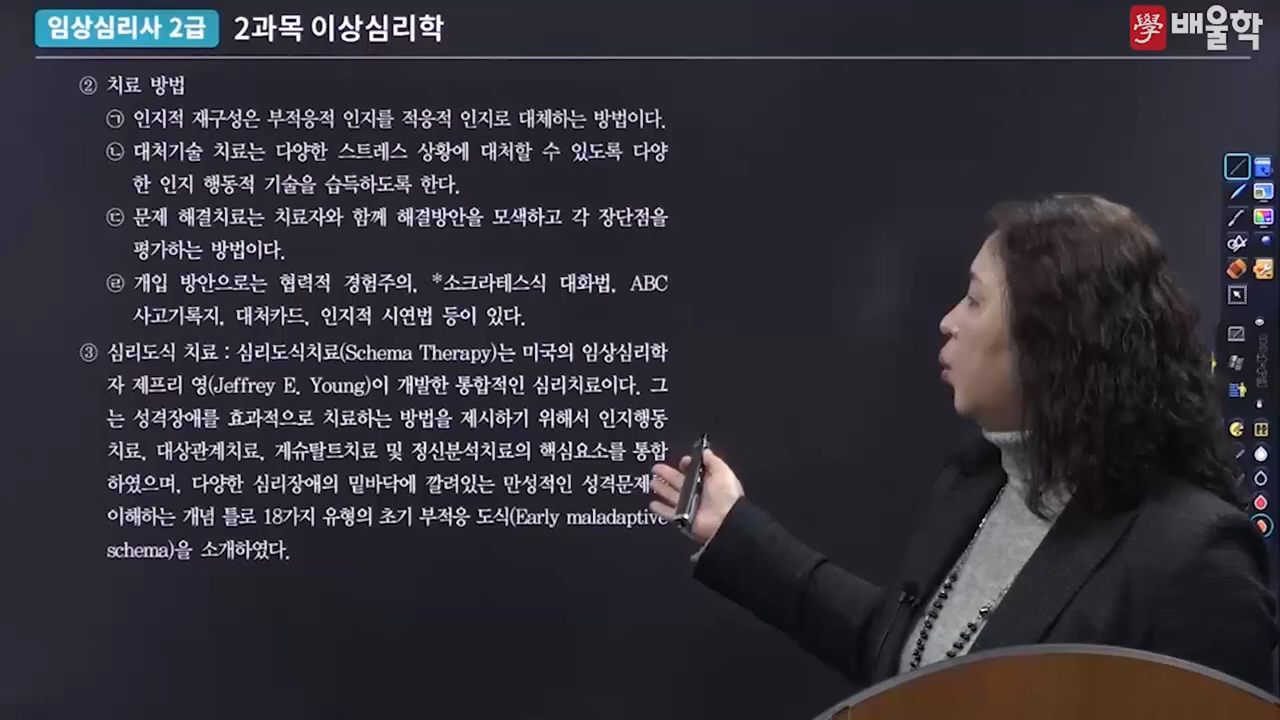 임상심리사 2급 2과목 이상심리학
學 배울학
② 치료 방법
㉠ 인지적 재구성은 부적응적 인지를 적응적 인지로 대체하는 방법이다.
㉡ 대처기술 치료는 다양한 스트레스 상황에 대처할 수 있도록 다양
한 인지 행동적 기술을 습득하도록 한다.
㉢ 문제 해결치료는 치료자와 함께 해결방안을 모색하고 각 장단점을
평가하는 방법이다.
㉣ 개입 방안으로는 협력적 경험주의, *소크라테스식 대화법, ABC
사고기록지, 대처카드, 인지적 시연법 등이 있다.
③ 심리도식 치료 : 심리도식치료(Schema Therapy)는 미국의 임상심리학
자 제프리 영(Jeffrey E. Young)이 개발한 통합적인 심리치료이다. 그
는 성격장애를 효과적으로 치료하는 방법을 제시하기 위해서 인지행동
치료, 대상관계치료, 게슈탈트치료 및 정신분석치료의 핵심요소를 통합
하였으며, 다양한 심리장애의 밑바닥에 깔려있는 만성적인 성격문제
이해하는 개념 틀로 18가지 유형의 초기 부적응 도식(Early maladaptive
schema)을 소개하였다.